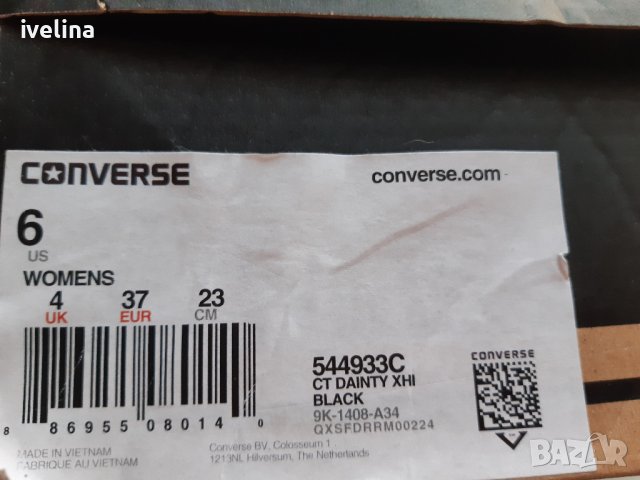 ivelina
CONVERSE
converse.com
6
US
WOMENS
4 37 23
UK EUR CM
544933C
CT DAINTY XHI
BLACK
9K-1408-A34
QXSFDRRM00224
CONVERSE
8 86955 08014 0
MADE IN VIETNAM
FABRIQUE AU VIETNAM
Converse BV, Colosseum 1
1213NL Hilversum, The Netherlands
BAZAR
bg